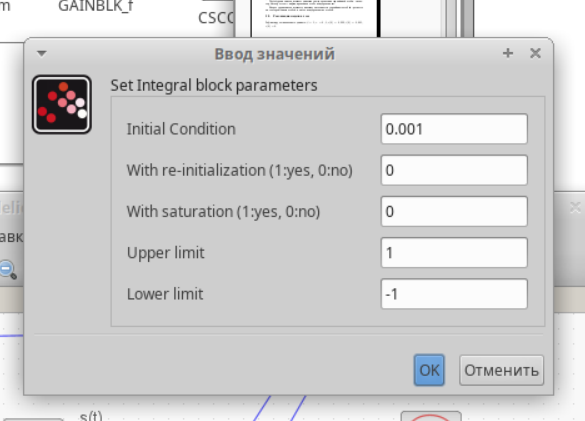 GAINBLK_f
CSCC
Ввод значений
Set Integral block parameters
Initial Condition
0.001
With re-initialization (1:yes, 0:no)
0
With saturation (1:yes, 0:no)
0
Upper limit
1
Lower limit
-1
OK
Отменить
s(t)